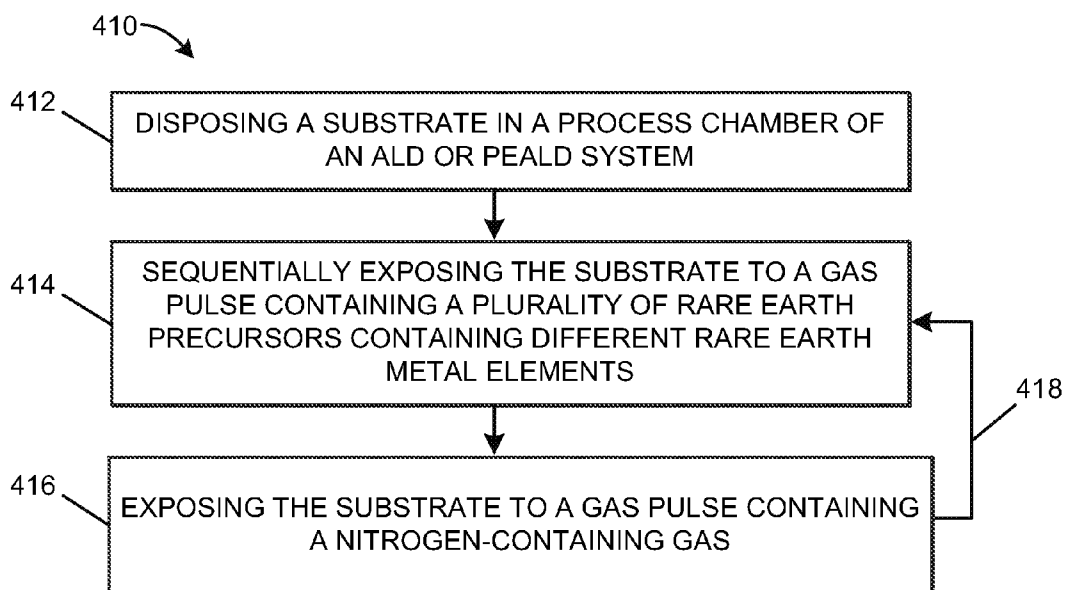 410
412
DISPOSING A SUBSTRATE IN A PROCESS CHAMBER OF
AN ALD OR PEALD SYSTEM
414
SEQUENTIALLY EXPOSING THE SUBSTRATE TO A GAS
PULSE CONTAINING A PLURALITY OF RARE EARTH
PRECURSORS CONTAINING DIFFERENT RARE EARTH
METAL ELEMENTS
418
416
EXPOSING THE SUBSTRATE TO A GAS PULSE CONTAINING
A NITROGEN-CONTAINING GAS